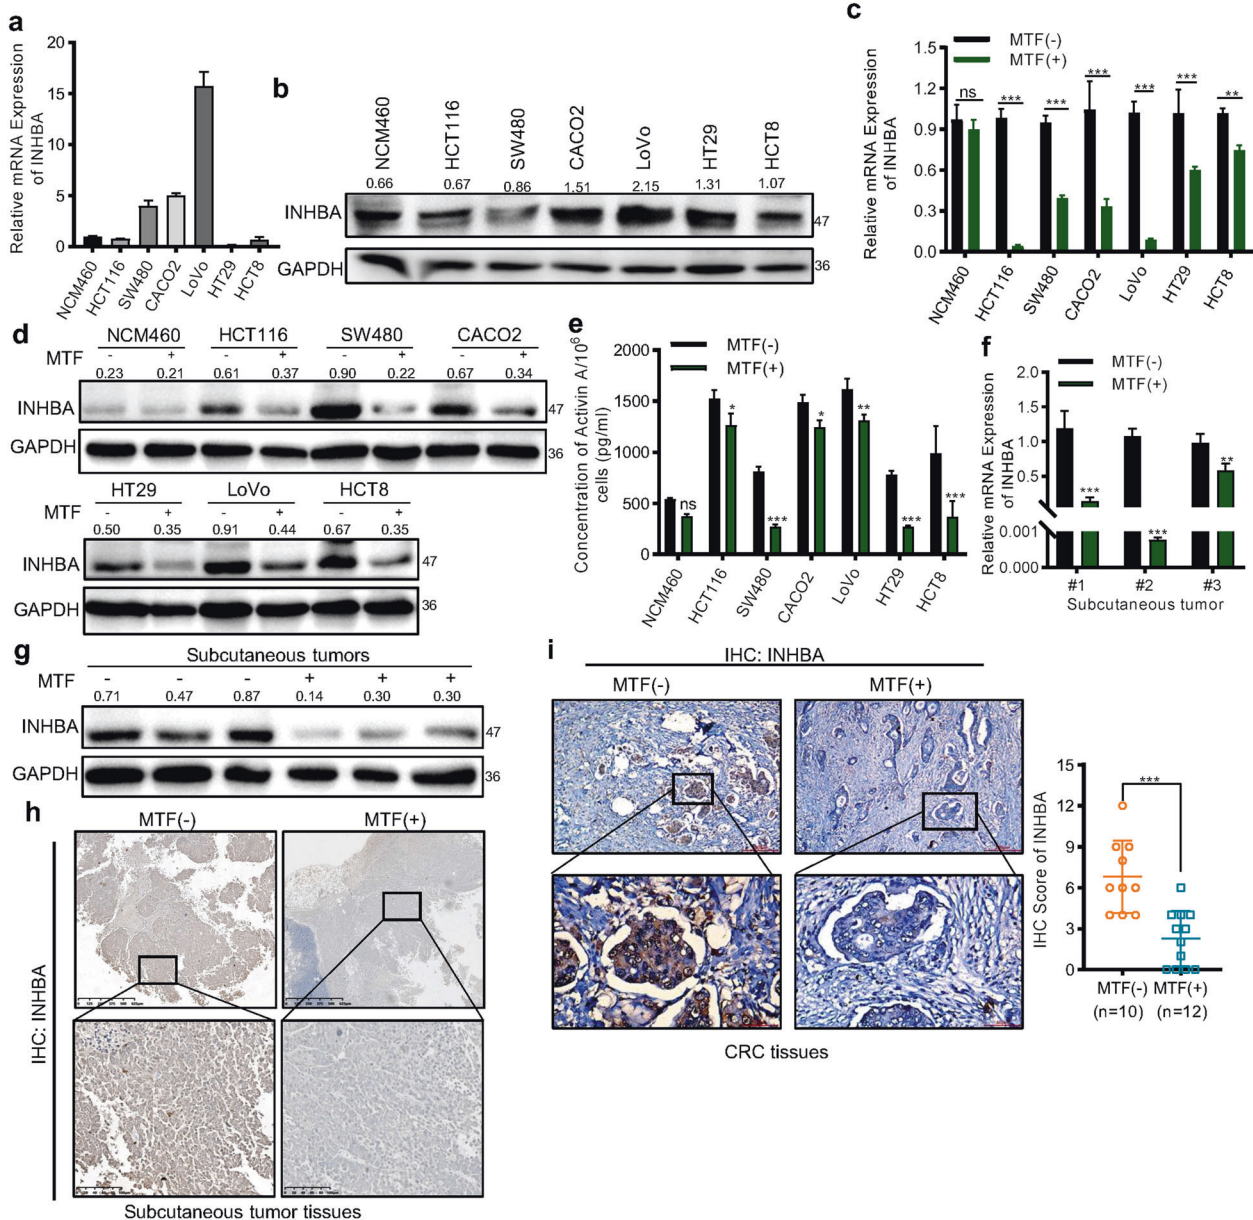 a
Relative mRNA Expression
of INHBA
20
15
10
5
0
NCM460
HCT116
SW480
CACO2
LoVo
HT29
HCT8
b
NCM460
HCT116
SW480
CACO2
LoVo
HT29
HCT8
0.66 0.67 0.86 1.51 2.15 1.31 1.07
INHBA 47
GAPDH 36
c
MTF(-)
MTF(+)
Relative mRNA Expression
of INHBA
1.5
1.2
0.9
0.6
0.3
0.0
ns *** *** *** *** *** **
NCM460
HCT116
SW480
CACO2
LoVo
HT29
HCT8
d
NCM460 HCT116 SW480 CACO2
MTF - + - + - + - +
0.23 0.21 0.61 0.37 0.90 0.22 0.67 0.34
INHBA 47
GAPDH 36
HT29 LoVo HCT8
MTF - + - + - +
0.50 0.35 0.91 0.44 0.67 0.35
INHBA 47
GAPDH 36
e
MTF(-)
MTF(+)
Concentration of Activin A/10⁶
cells (pg/ml)
2000
1500
1000
500
0
ns * *** * ** *** ***
NCM460
HCT116
SW480
CACO2
LoVo
HT29
HCT8
f
MTF(-)
MTF(+)
Relative mRNA Expression
of INHBA
2.0
1.5
1.0
0.5
0.001
0.000
*** *** **
#1 #2 #3
Subcutaneous tumor
g
Subcutaneous tumors
MTF - - - + + +
0.71 0.47 0.87 0.14 0.30 0.30
INHBA 47
GAPDH 36
h
MTF(-) MTF(+)
IHC: INHBA
Subcutaneous tumor tissues
i
IHC: INHBA
MTF(-) MTF(+)
CRC tissues
IHC Score of INHBA
15
12
9
6
3
0
***
MTF(-) MTF(+)
(n=10) (n=12)